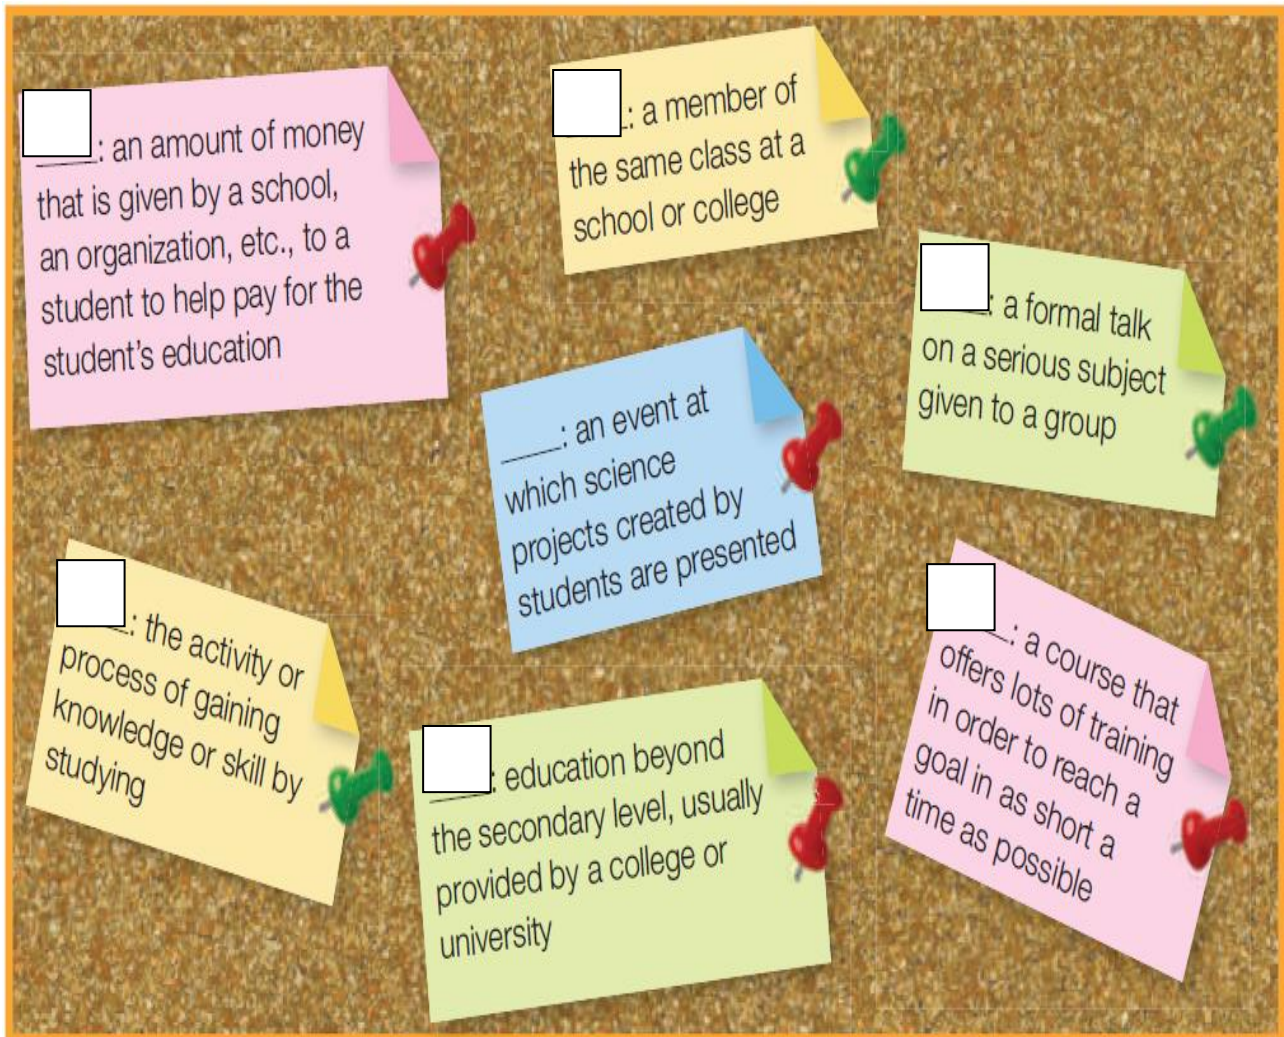 ____: an amount of money
that is given by a school,
an organization, etc., to a
student to help pay for the
student's education
_: a member of
the same class at a
school or college
___: a formal talk
on a serious subject
given to a group
____: an event at
which science
projects created by
students are presented
___: the activity or
process of gaining
knowledge or skill by
studying
____: education beyond
the secondary level, usually
provided by a college or
university
_: a course that
offers lots of training
in order to reach a
goal in as short a
time as possible